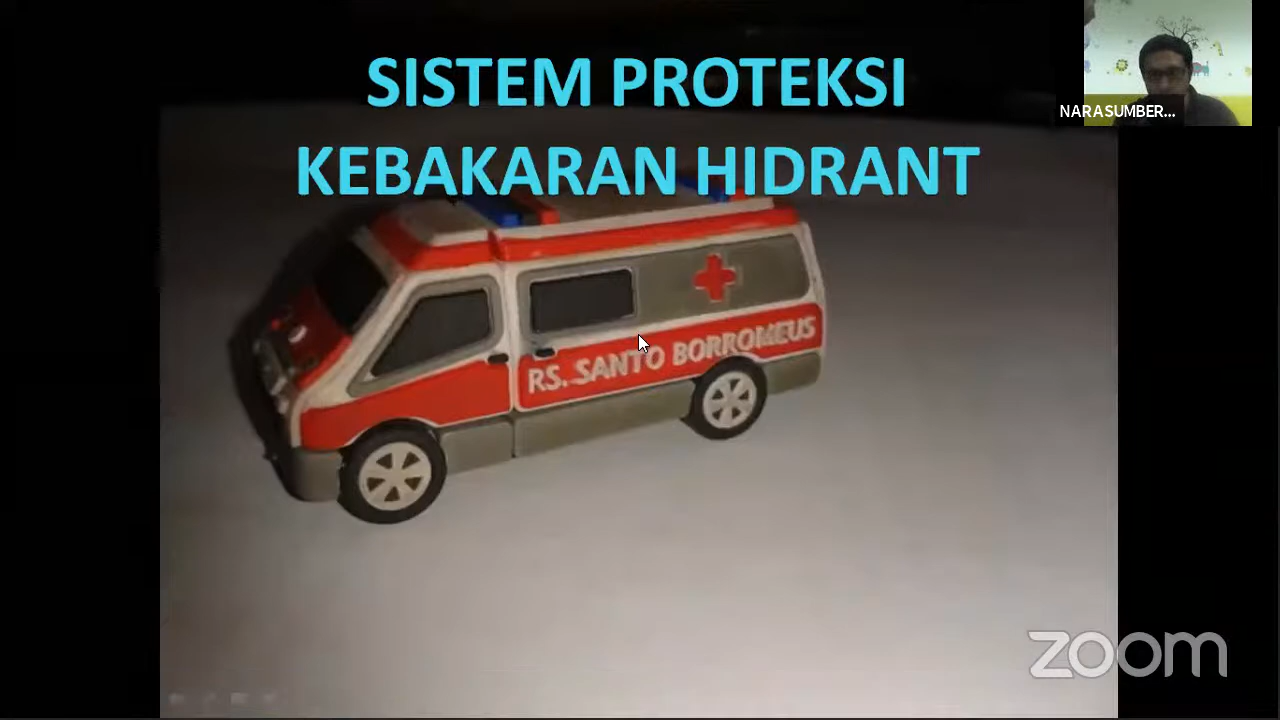 SISTEM PROTEKSI
KEBAKARAN HIDRANT
NARASUMBER...
RS. SANTO BORROMEUS
zoom